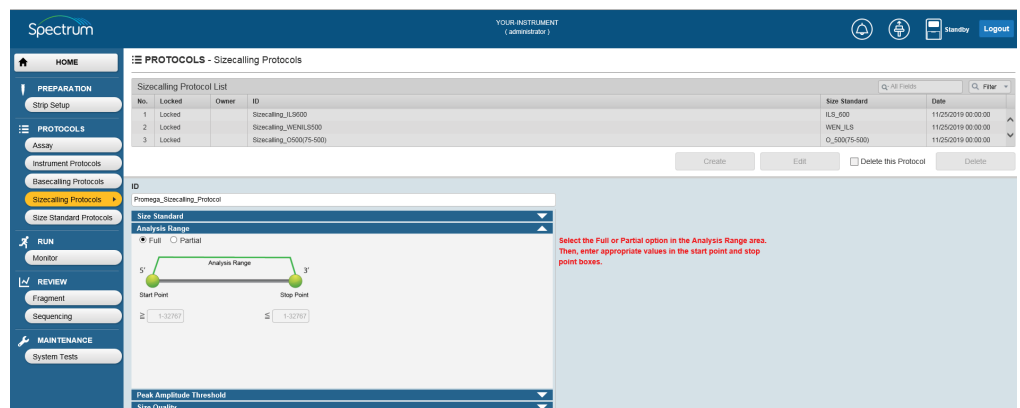 Spectrum
YOUR-INSTRUMENT
( administrator )
Standby
Logout
HOME
PREPARATION
Strip Setup
PROTOCOLS
Assay
Instrument Protocols
Basecalling Protocols
Sizecalling Protocols
Size Standard Protocols
RUN
Monitor
REVIEW
Fragment
Sequencing
MAINTENANCE
System Tests
PROTOCOLS - Sizecalling Protocols
Sizecalling Protocol List
All Fields
Filter
No. Locked Owner ID Size Standard Date
1 Locked Sizecalling_ILS600 ILS_600 11/25/2019 00:00:00
2 Locked Sizecalling_WENILS500 WEN_ILS 11/25/2019 00:00:00
3 Locked Sizecalling_O500(75-500) O_500(75-500) 11/25/2019 00:00:00
Create Edit Delete this Protocol Delete
ID
Promega_Sizecalling_Protocol
Size Standard
Analysis Range
Full Partial
Analysis Range
5' 3'
Start Point Stop Point
≧ 1-32767 ≦ 1-32767
Select the Full or Partial option in the Analysis Range area.
Then, enter appropriate values in the start point and stop
point boxes.
Peak Amplitude Threshold
Size Quality